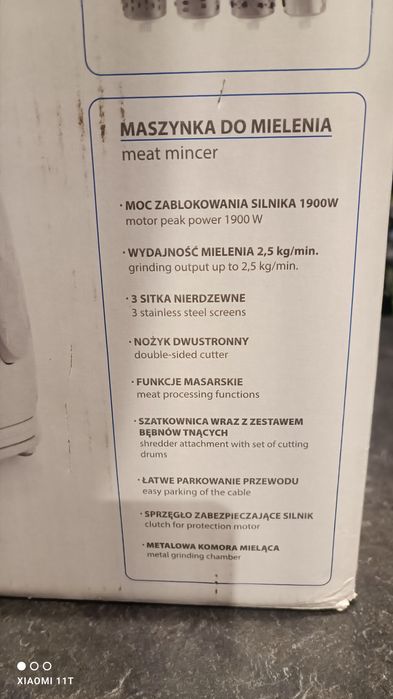 MASZYNKA DO MIELENIA
meat mincer
· MOC ZABLOKOWANIA SILNIKA 1900W
motor peak power 1900 W
· WYDAJNOŚĆ MIELENIA 2,5 kg/min.
grinding output up to 2,5 kg/min.
· 3 SITKA NIERDZEWNE
3 stainless steel screens
· NOŻYK DWUSTRONNY
double-sided cutter
· FUNKCJE MASARSKIE
meat processing functions
· SZATKOWNICA WRAZ Z ZESTAWEM
BĘBNÓW TNĄCYCH
shredder attachment with set of cutting
drums
· ŁATWE PARKOWANIE PRZEWODU
easy parking of the cable
· SPRZĘGŁO ZABEZPIECZAJĄCE SILNIK
clutch for protection motor
· METALOWA KOMORA MIELĄCA
metal grinding chamber
XIAOMI 11T